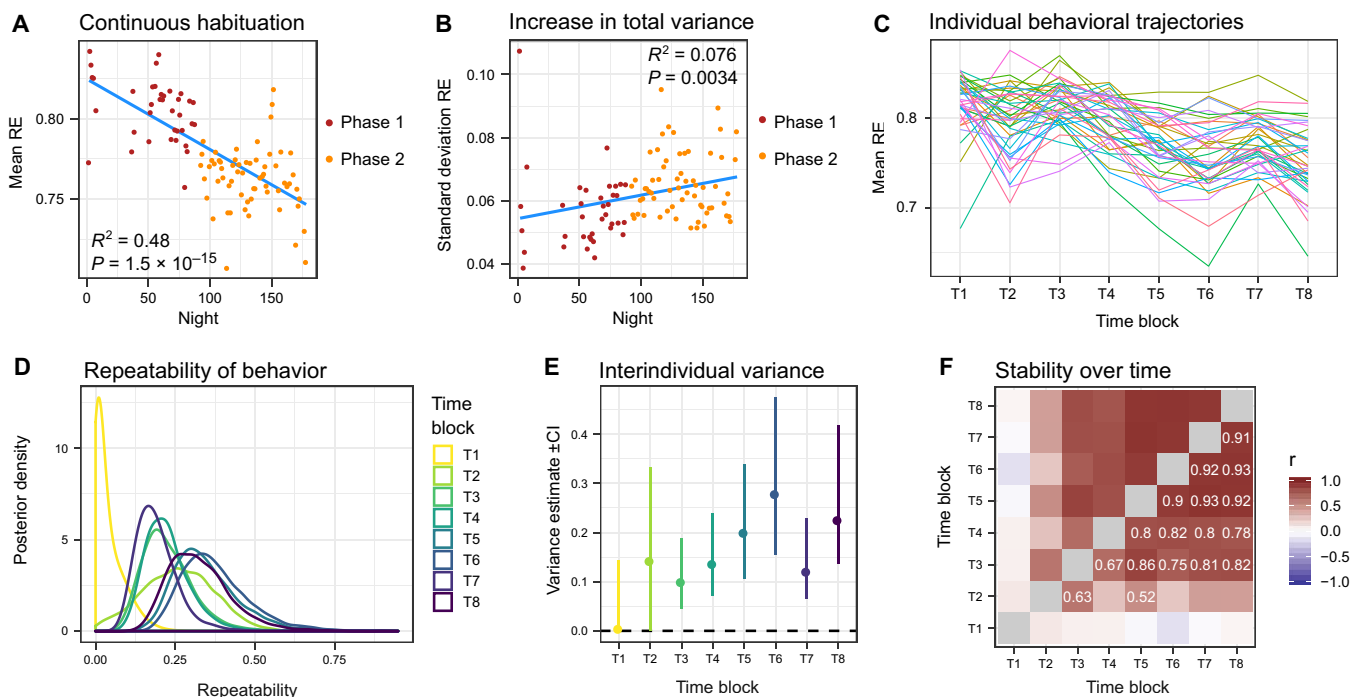 A
Continuous habituation
Mean RE
0.80
0.75
R² = 0.48
P = 1.5 × 10⁻¹⁵
0
50
100
150
Night
Phase 1
Phase 2
B
Increase in total variance
Standard deviation RE
0.10
0.08
0.06
0.04
R² = 0.076
P = 0.0034
0
50
100
150
Night
Phase 1
Phase 2
C
Individual behavioral trajectories
Mean RE
0.8
0.7
T1 T2 T3 T4 T5 T6 T7 T8
Time block
D
Repeatability of behavior
Posterior density
10
5
0
0.00 0.25 0.50 0.75
Repeatability
Time
block
T1
T2
T3
T4
T5
T6
T7
T8
E
Interindividual variance
Variance estimate ±CI
0.4
0.3
0.2
0.1
0.0
T1 T2 T3 T4 T5 T6 T7 T8
Time block
F
Stability over time
Time block
T8
T7 0.91
T6 0.92 0.93
T5 0.9 0.93 0.92
T4 0.8 0.82 0.8 0.78
T3 0.67 0.86 0.75 0.81 0.82
T2 0.63 0.52
T1
T1 T2 T3 T4 T5 T6 T7 T8
Time block
r
1.0
0.5
0.0
−0.5
−1.0